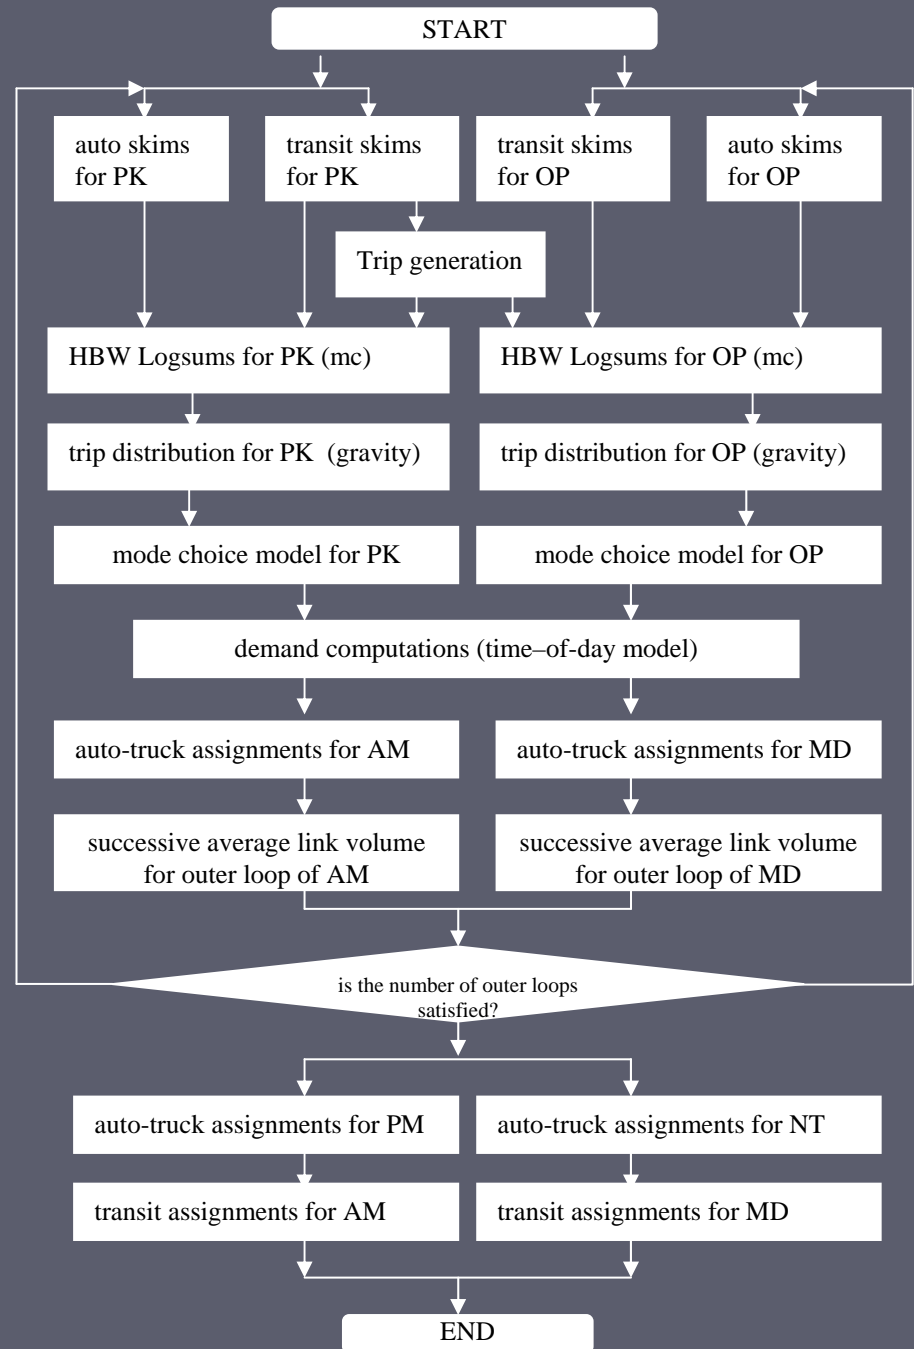 START
auto skims
for PK
transit skims
for PK
transit skims
for OP
auto skims
for OP
Trip generation
HBW Logsums for PK (mc)
HBW Logsums for OP (mc)
trip distribution for PK (gravity)
trip distribution for OP (gravity)
mode choice model for PK
mode choice model for OP
demand computations (time–of-day model)
auto-truck assignments for AM
auto-truck assignments for MD
successive average link volume
for outer loop of AM
successive average link volume
for outer loop of MD
is the number of outer loops
satisfied?
auto-truck assignments for PM
auto-truck assignments for NT
transit assignments for AM
transit assignments for MD
END